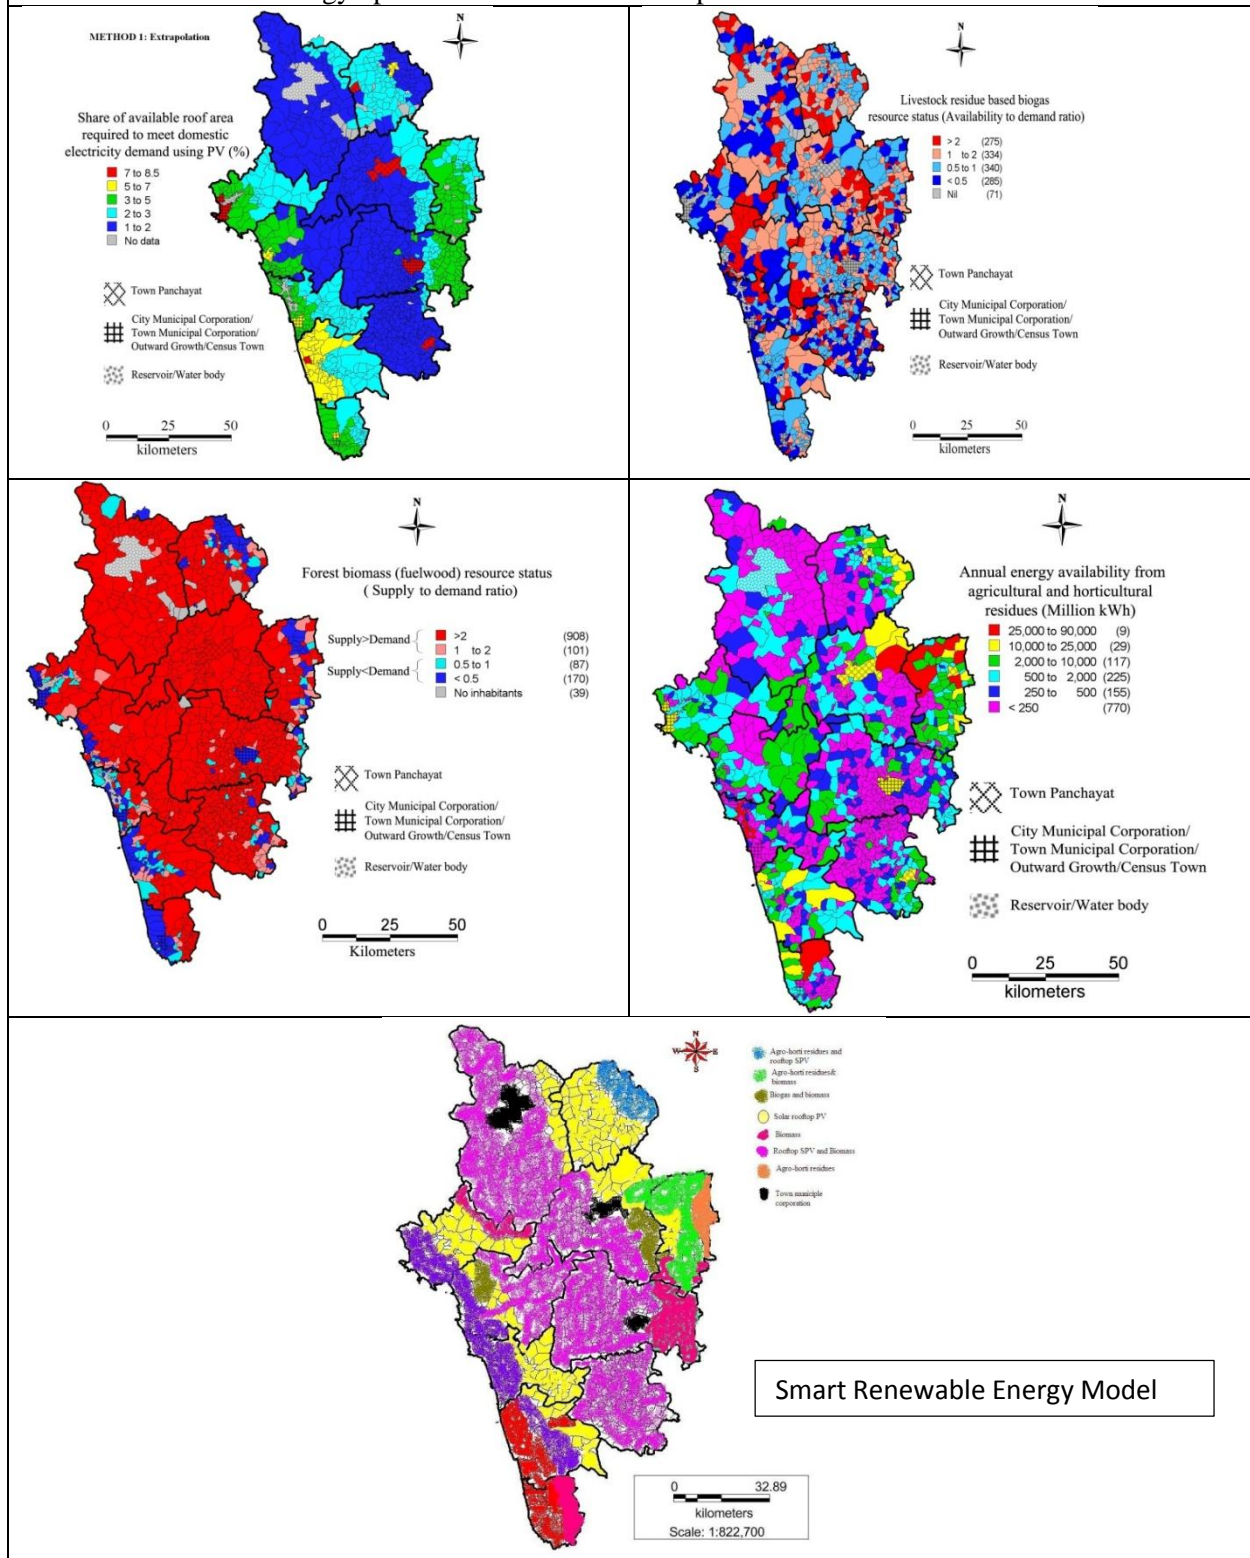 METHOD 1: Extrapolation
N
Share of available roof area
required to meet domestic
electricity demand using PV (%)
7 to 8.5
5 to 7
3 to 5
2 to 3
1 to 2
No data
Town Panchayat
City Municipal Corporation/
Town Municipal Corporation/
Outward Growth/Census Town
Reservoir/Water body
0 25 50
kilometers
N
Livestock residue based biogas
resource status (Availability to demand ratio)
> 2 (275)
1 to 2 (334)
0.5 to 1 (340)
< 0.5 (285)
Nil (71)
Town Panchayat
City Municipal Corporation/
Town Municipal Corporation/
Outward Growth/Census Town
Reservoir/Water body
0 25 50
kilometers
N
Forest biomass (fuelwood) resource status
( Supply to demand ratio)
Supply>Demand
>2 (908)
1 to 2 (101)
Supply<Demand
0.5 to 1 (87)
< 0.5 (170)
No inhabitants (39)
Town Panchayat
City Municipal Corporation/
Town Municipal Corporation/
Outward Growth/Census Town
Reservoir/Water body
0 25 50
Kilometers
N
Annual energy availability from
agricultural and horticultural
residues (Million kWh)
25,000 to 90,000 (9)
10,000 to 25,000 (29)
2,000 to 10,000 (117)
500 to 2,000 (225)
250 to 500 (155)
< 250 (770)
Town Panchayat
City Municipal Corporation/
Town Municipal Corporation/
Outward Growth/Census Town
Reservoir/Water body
0 25 50
kilometers
N
W E
S
Agro-horti residues and
rooftop SPV
Agro-horti residues&
biomass
Biogas and biomass
Solar rooftop PV
Biomass
Rooftop SPV and Biomass
Agro-horti residues
Town municiple
corporation
Smart Renewable Energy Model
0 32.89
kilometers
Scale: 1:822,700